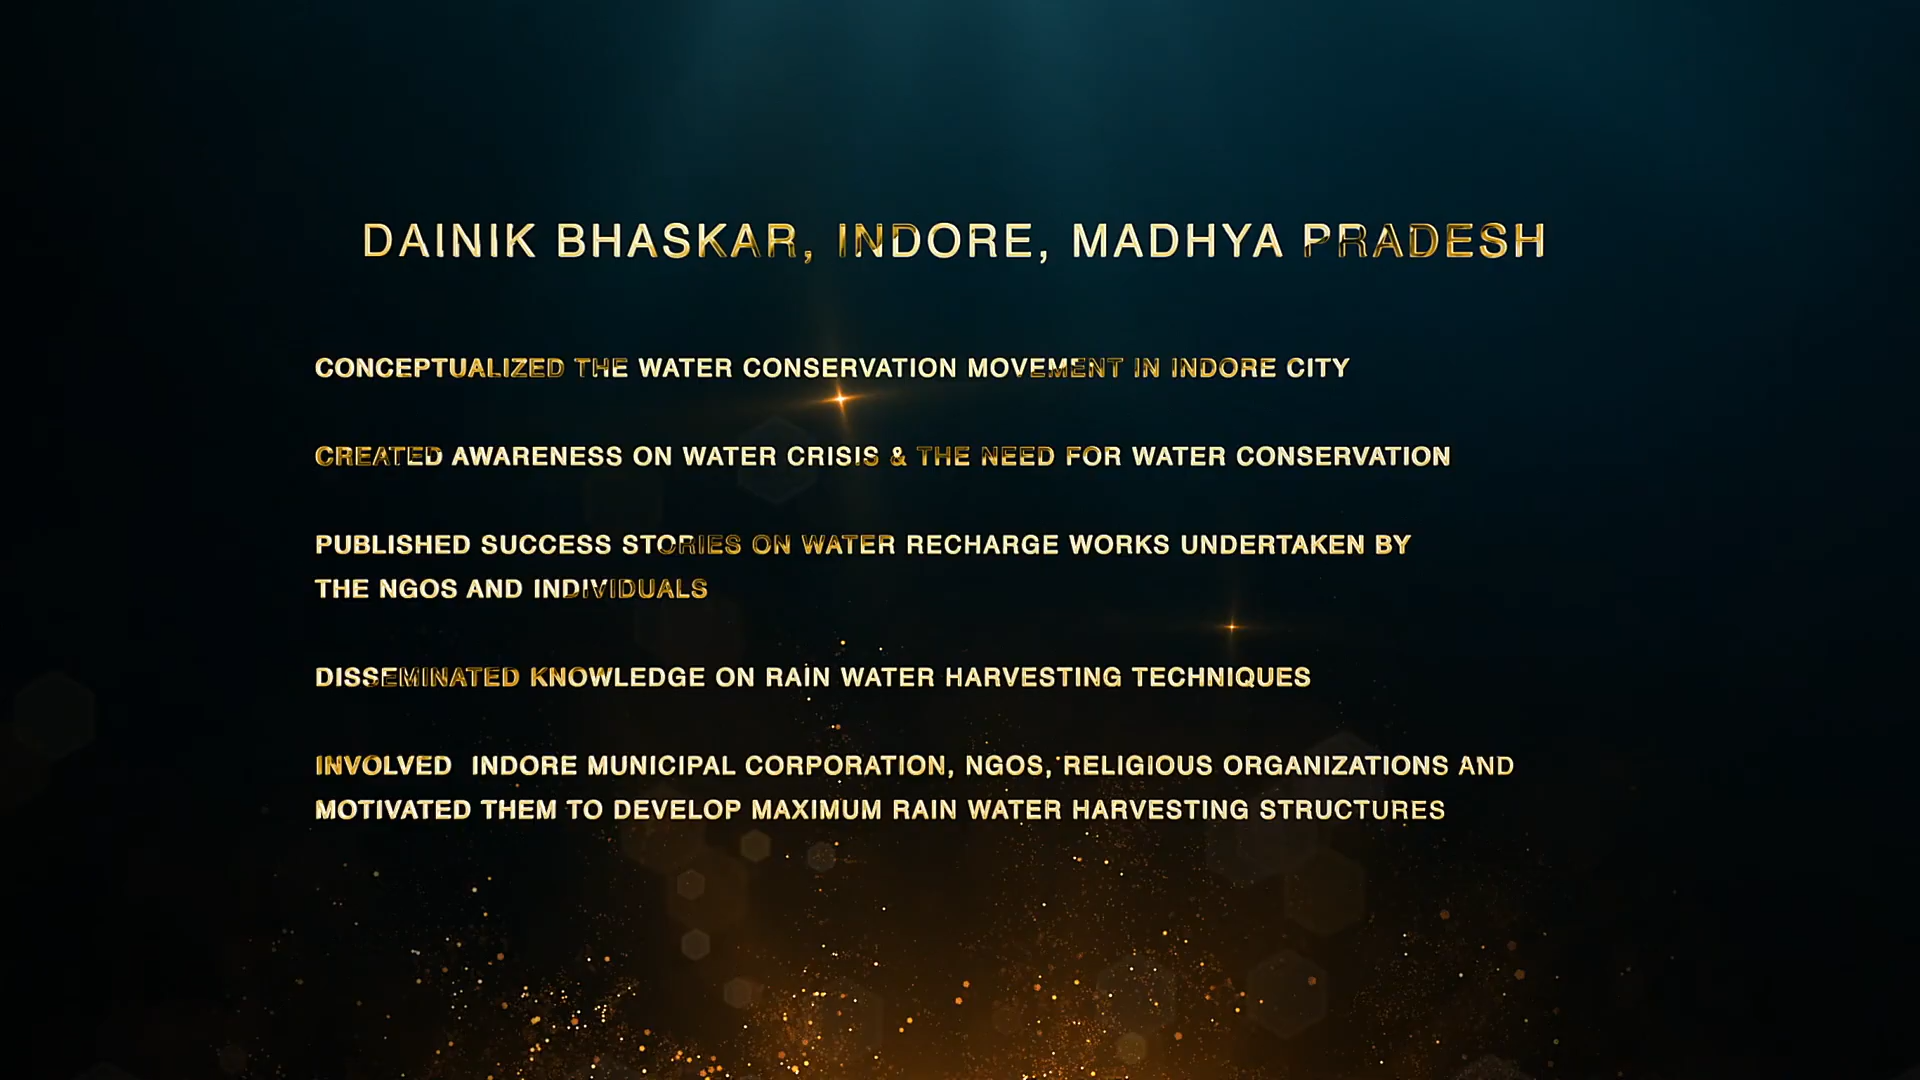 DAINIK BHASKAR, INDORE, MADHYA PRADESH
CONCEPTUALIZED THE WATER CONSERVATION MOVEMENT IN INDORE CITY
CREATED AWARENESS ON WATER CRISIS & THE NEED FOR WATER CONSERVATION
PUBLISHED SUCCESS STORIES ON WATER RECHARGE WORKS UNDERTAKEN BY
THE NGOS AND INDIVIDUALS
DISSEMINATED KNOWLEDGE ON RAIN WATER HARVESTING TECHNIQUES
INVOLVED INDORE MUNICIPAL CORPORATION, NGOS, RELIGIOUS ORGANIZATIONS AND
MOTIVATED THEM TO DEVELOP MAXIMUM RAIN WATER HARVESTING STRUCTURES